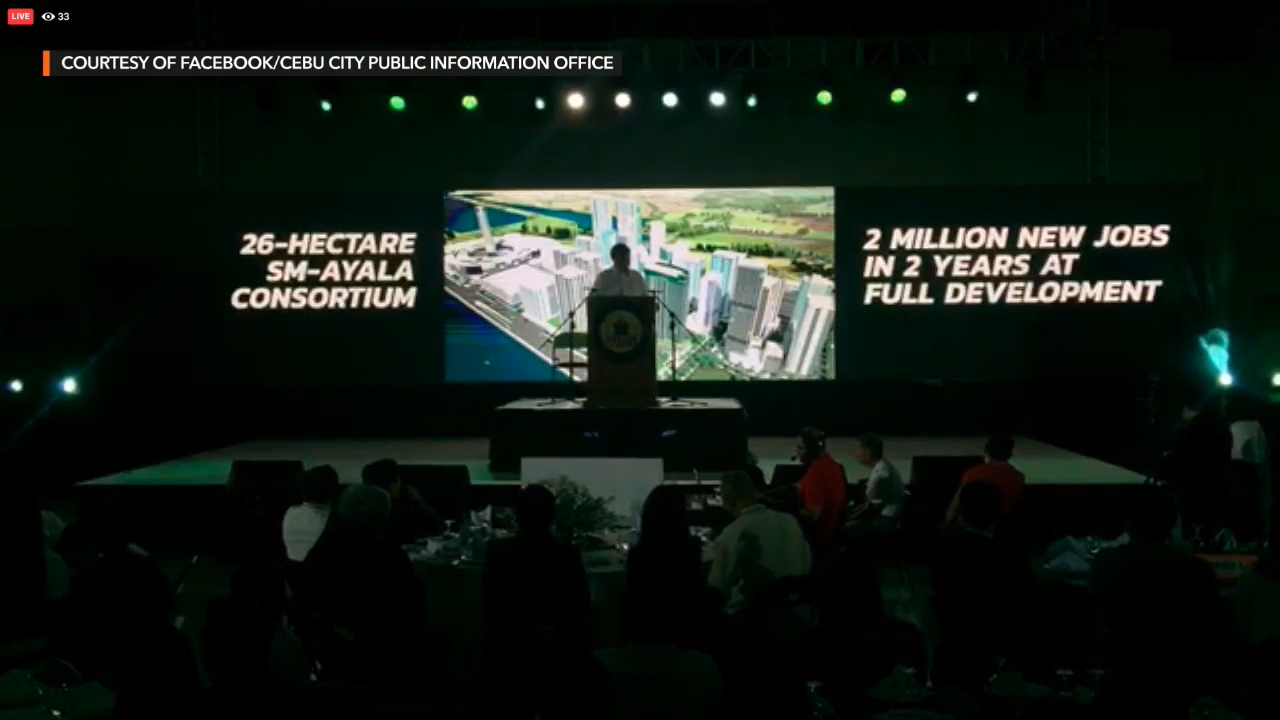 LIVE 33
COURTESY OF FACEBOOK/CEBU CITY PUBLIC INFORMATION OFFICE
26-HECTARE
SM-AYALA
CONSORTIUM
2 MILLION NEW JOBS
IN 2 YEARS AT
FULL DEVELOPMENT